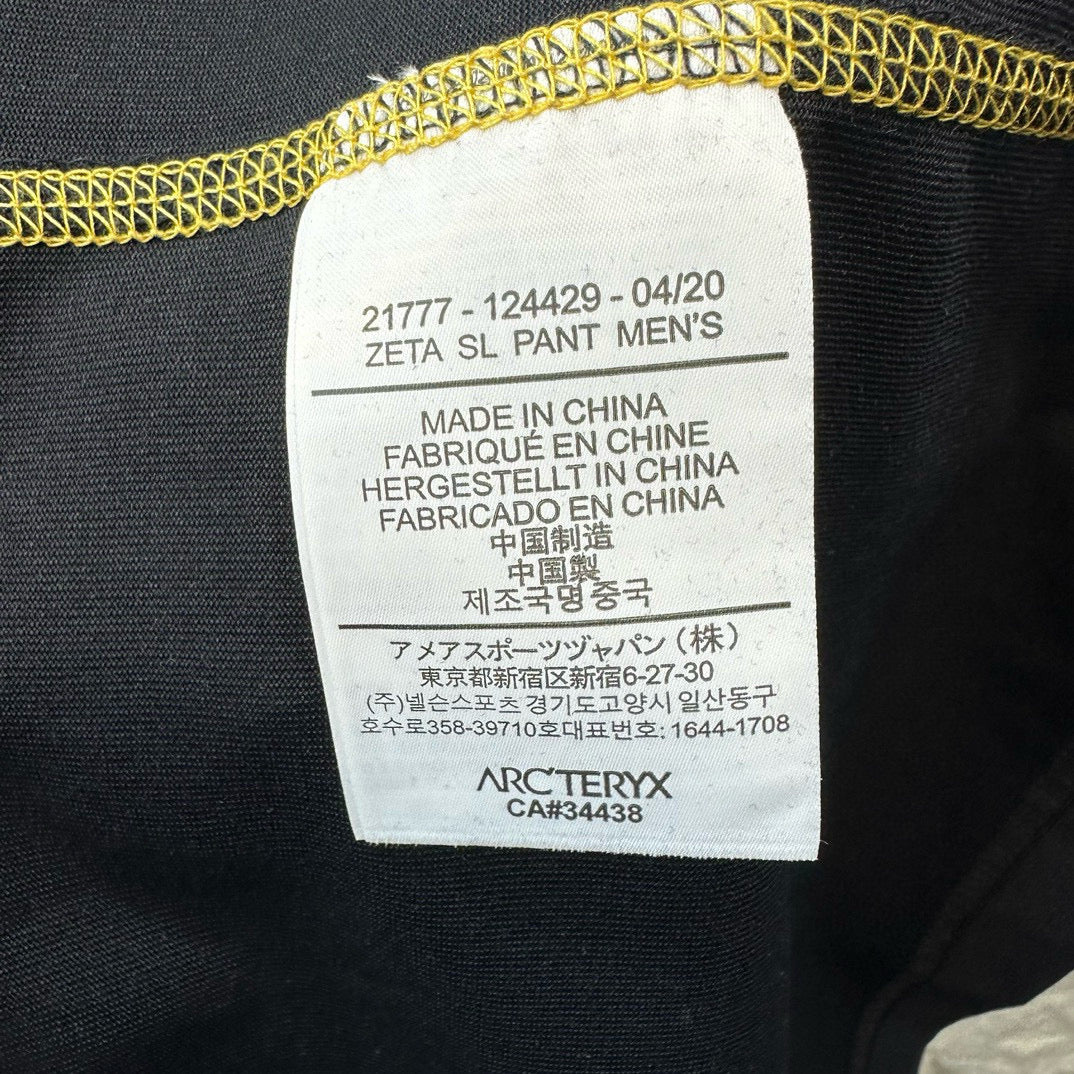 21777 - 124429 - 04/20
ZETA SL PANT MEN'S
MADE IN CHINA
FABRIQUÉ EN CHINE
HERGESTELLT IN CHINA
FABRICADO EN CHINA
中国制造
中国製
제조국명 중국
アメアスポーツヅャパン（株）
東京都新宿区新宿6-27-30
(주)넬슨스포츠 경기도고양시 일산동구
호수로358-39710호대표번호: 1644-1708
ARC'TERYX
CA#34438